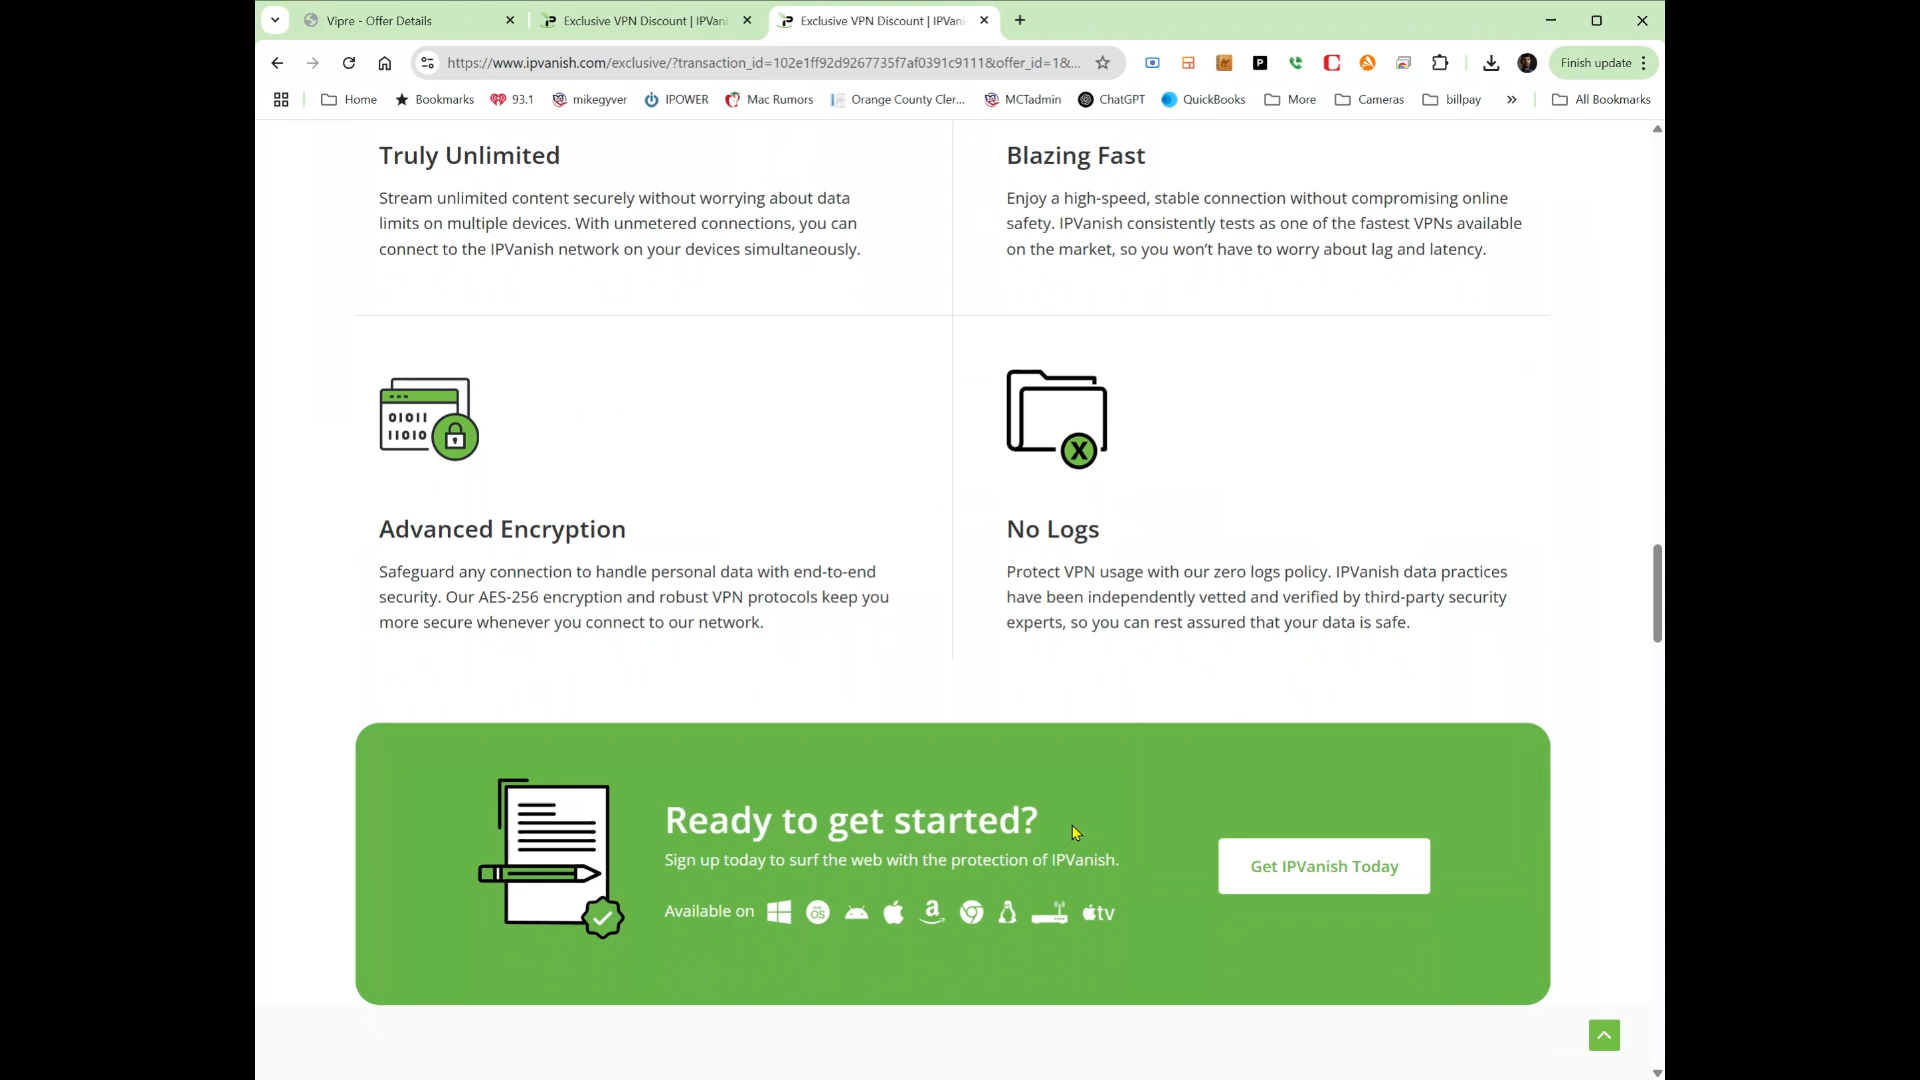 Vipre - Offer Details
Exclusive VPN Discount | IPVani
Exclusive VPN Discount | IPVani
https://www.ipvanish.com/exclusive/?transaction_id=102e1ff92d9267735f7af0391c9111&offer_id=1&...
Finish update
Home
Bookmarks
93.1
mikegyver
IPOWER
Mac Rumors
Orange County Cler...
MCTadmin
ChatGPT
QuickBooks
More
Cameras
billpay
»
All Bookmarks
Truly Unlimited
Stream unlimited content securely without worrying about data
limits on multiple devices. With unmetered connections, you can
connect to the IPVanish network on your devices simultaneously.
Blazing Fast
Enjoy a high-speed, stable connection without compromising online
safety. IPVanish consistently tests as one of the fastest VPNs available
on the market, so you won’t have to worry about lag and latency.
01011
11010
X
Advanced Encryption
Safeguard any connection to handle personal data with end-to-end
security. Our AES-256 encryption and robust VPN protocols keep you
more secure whenever you connect to our network.
No Logs
Protect VPN usage with our zero logs policy. IPVanish data practices
have been independently vetted and verified by third-party security
experts, so you can rest assured that your data is safe.
Ready to get started?
Sign up today to surf the web with the protection of IPVanish.
Available on
mac
OS
a
tv
Get IPVanish Today